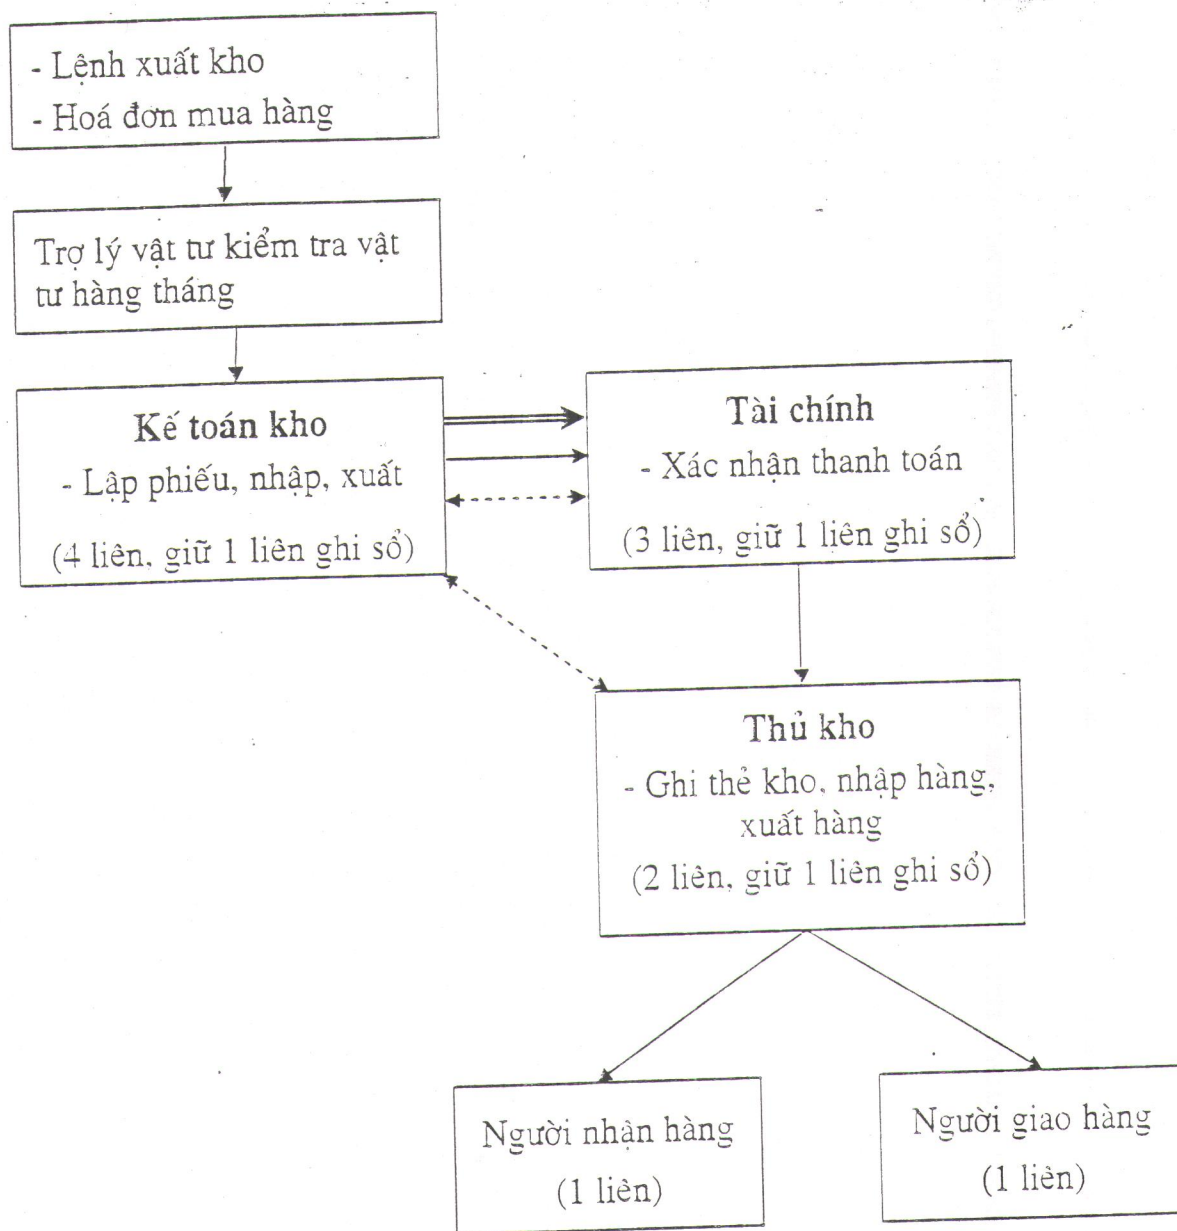 - Lệnh xuất kho
- Hoá đơn mua hàng
Trợ lý vật tư kiểm tra vật
tư hàng tháng
Kế toán kho
- Lập phiếu, nhập, xuất
(4 liên, giữ 1 liên ghi sổ)
Tài chính
- Xác nhận thanh toán
(3 liên, giữ 1 liên ghi sổ)
Thủ kho
- Ghi thẻ kho, nhập hàng,
xuất hàng
(2 liên, giữ 1 liên ghi sổ)
Người nhận hàng
(1 liên)
Người giao hàng
(1 liên)